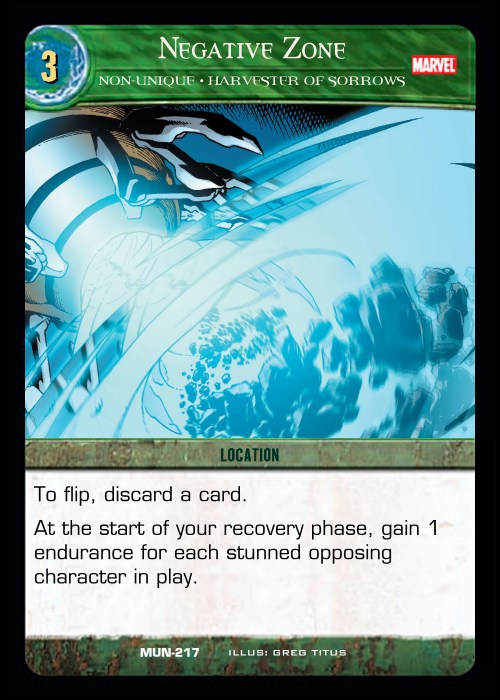 3
Negative Zone
MARVEL
Non-Unique • Harvester of Sorrows
LOCATION
To flip, discard a card.
At the start of your recovery phase, gain 1
endurance for each stunned opposing
character in play.
MUN-217 ILLUS: GREG TITUS